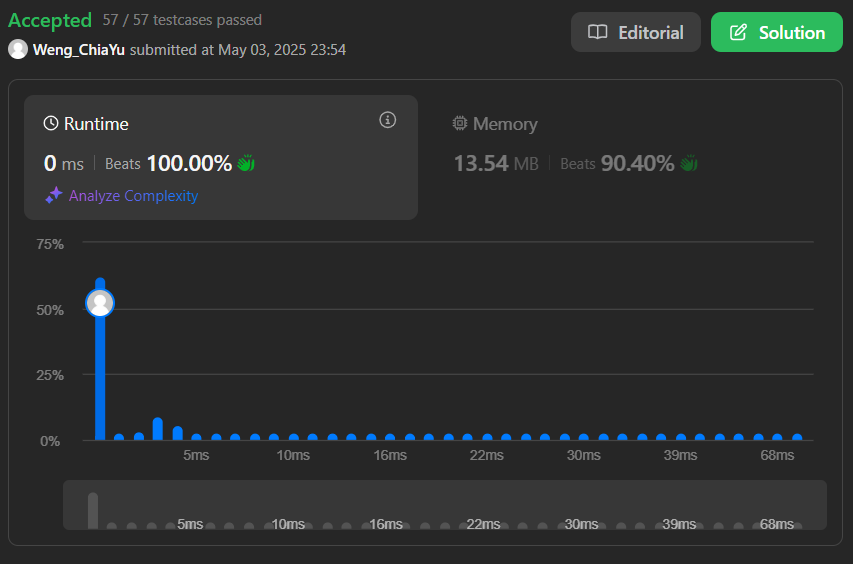 Accepted 57 / 57 testcases passed
Editorial
Solution
Weng_ChiaYu submitted at May 03, 2025 23:54
Runtime
0 ms | Beats 100.00%
Analyze Complexity
Memory
13.54 MB | Beats 90.40%
75%
50%
25%
0%
5ms 10ms 16ms 22ms 30ms 39ms 68ms
5ms 10ms 16ms 22ms 30ms 39ms 68ms